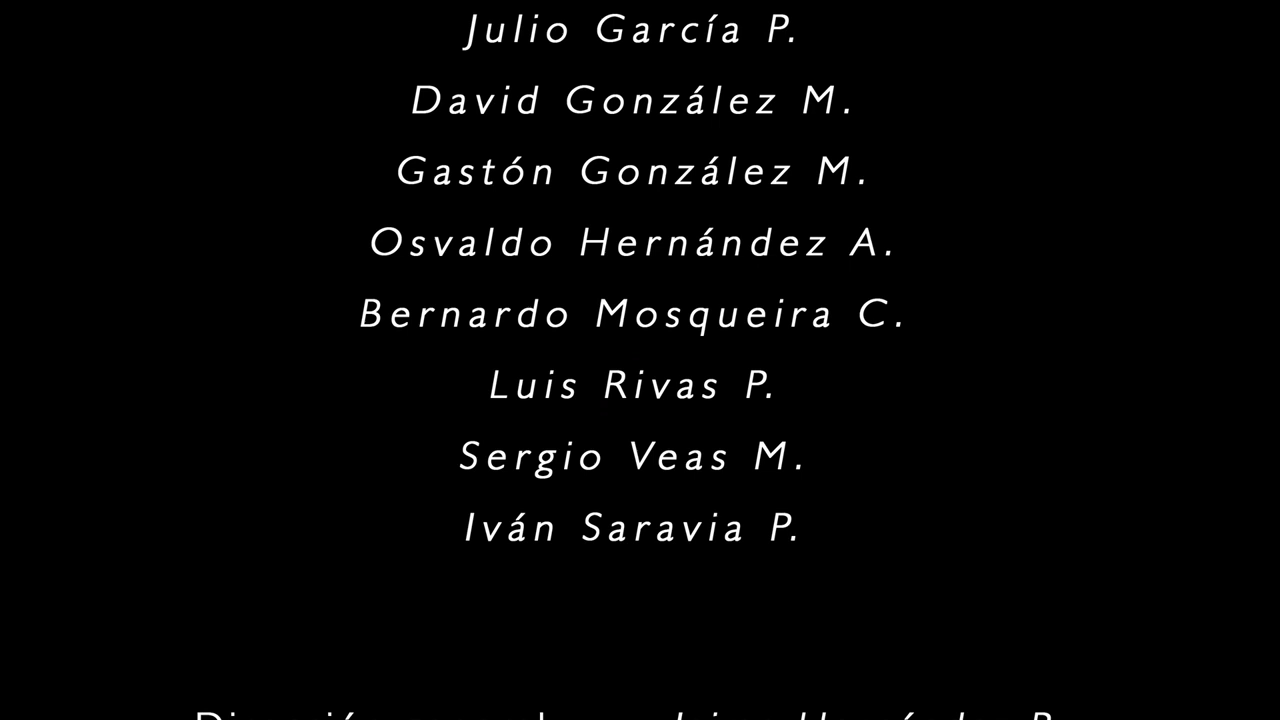 Julio García P.
David González M.
Gastón González M.
Osvaldo Hernández A.
Bernardo Mosqueira C.
Luis Rivas P.
Sergio Veas M.
Iván Saravia P.